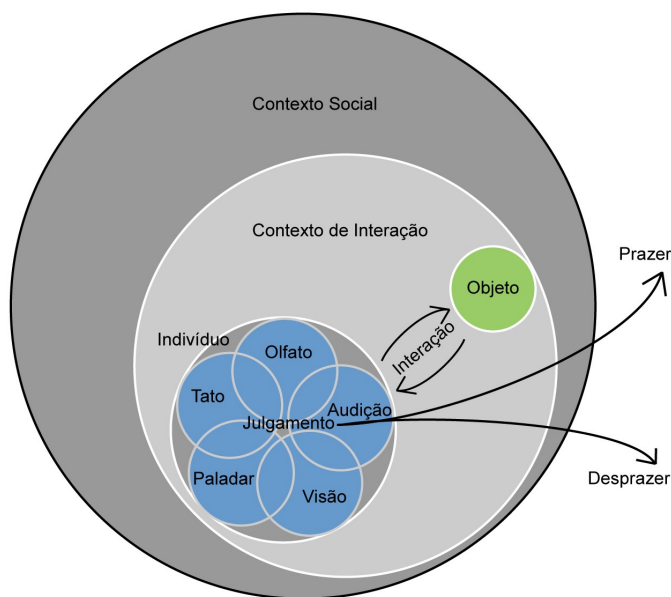 Contexto Social
Contexto de Interação
Prazer
Objeto
Interação
Indivíduo
Olfato
Tato
Audição
Julgamento
Paladar
Visão
Desprazer